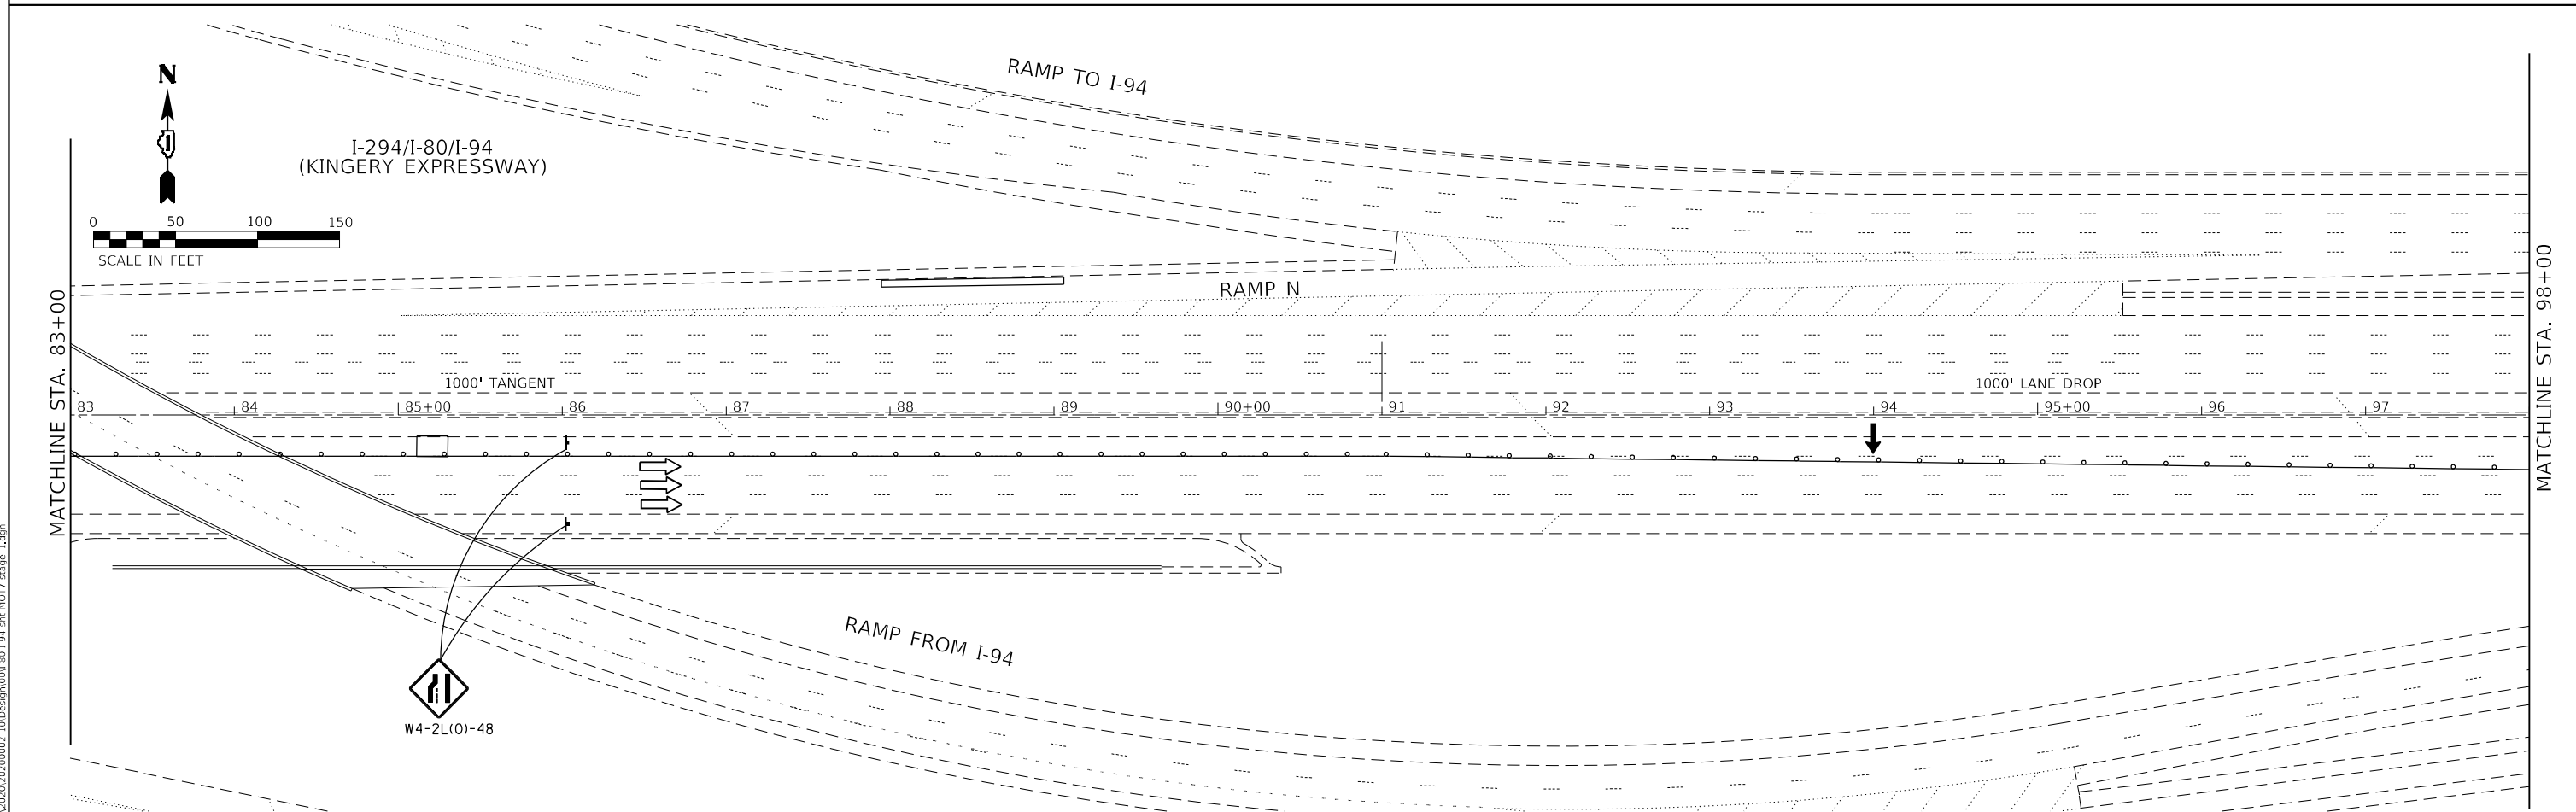 RAMP TO I-94
N
I-294/I-80/I-94
(KINGERY EXPRESSWAY)
0 50 100 150
SCALE IN FEET
RAMP N
MATCHLINE STA. 83+00
MATCHLINE STA. 98+00
1000' TANGENT
1000' LANE DROP
83 84 85+00 86 87 88 89 90+00 91 92 93 94 95+00 96 97
RAMP FROM I-94
W4-2L(O)-48